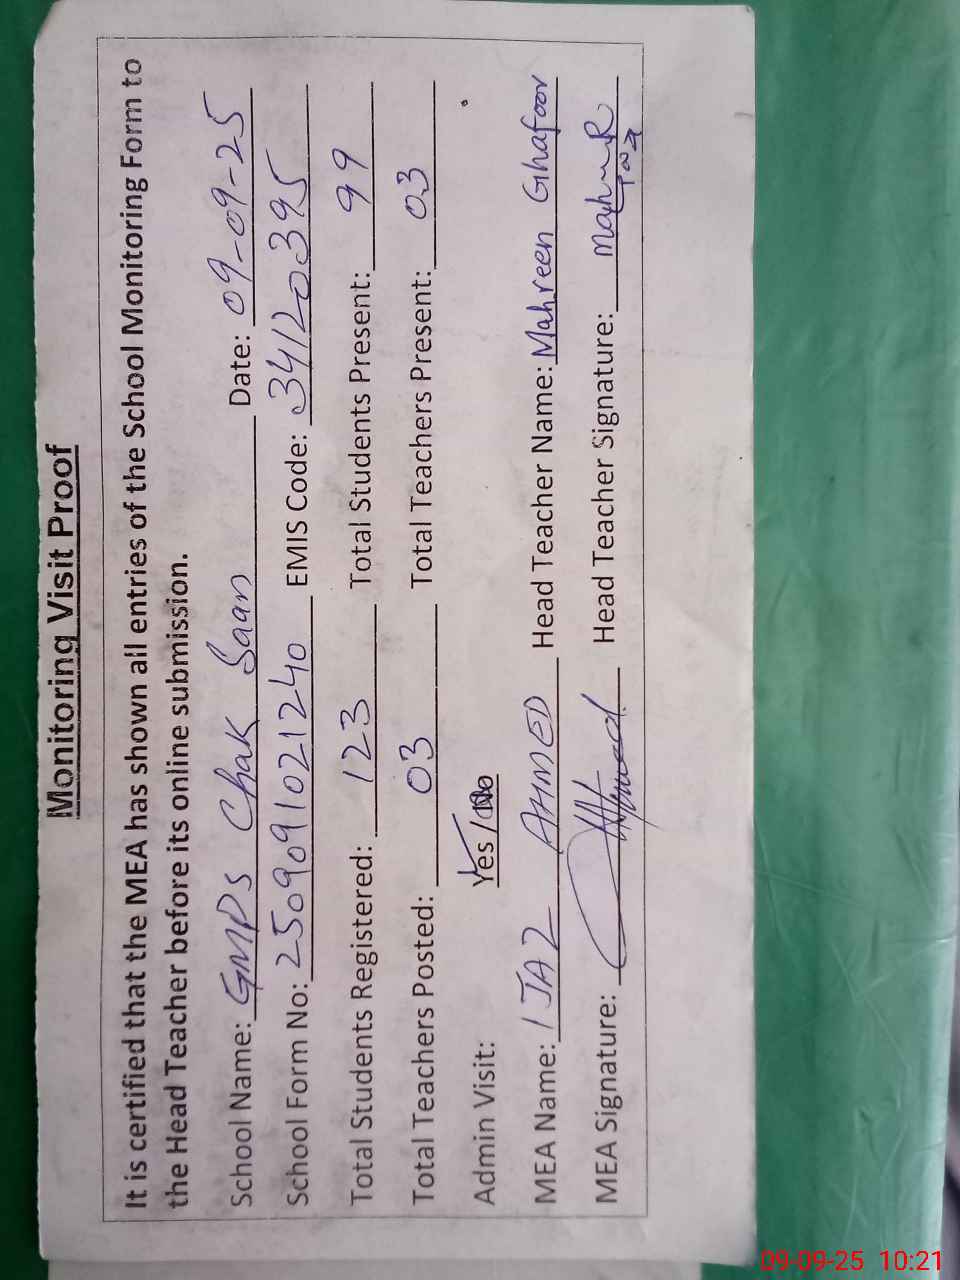 Monitoring Visit Proof
It is certified that the MEA has shown all entries of the School Monitoring Form to
the Head Teacher before its online submission.
School Name: GMPS Chak Saan Date: 09-09-25
School Form No: 2509091021240 EMIS Code: 34120395
Total Students Registered: 123 Total Students Present: 99
Total Teachers Posted: 03 Total Teachers Present: 03
Admin Visit: Yes / No
MEA Name: IJAZ AHMED Head Teacher Name: Mahreen Ghafoor
MEA Signature: Head Teacher Signature:
09-09-25 10:21